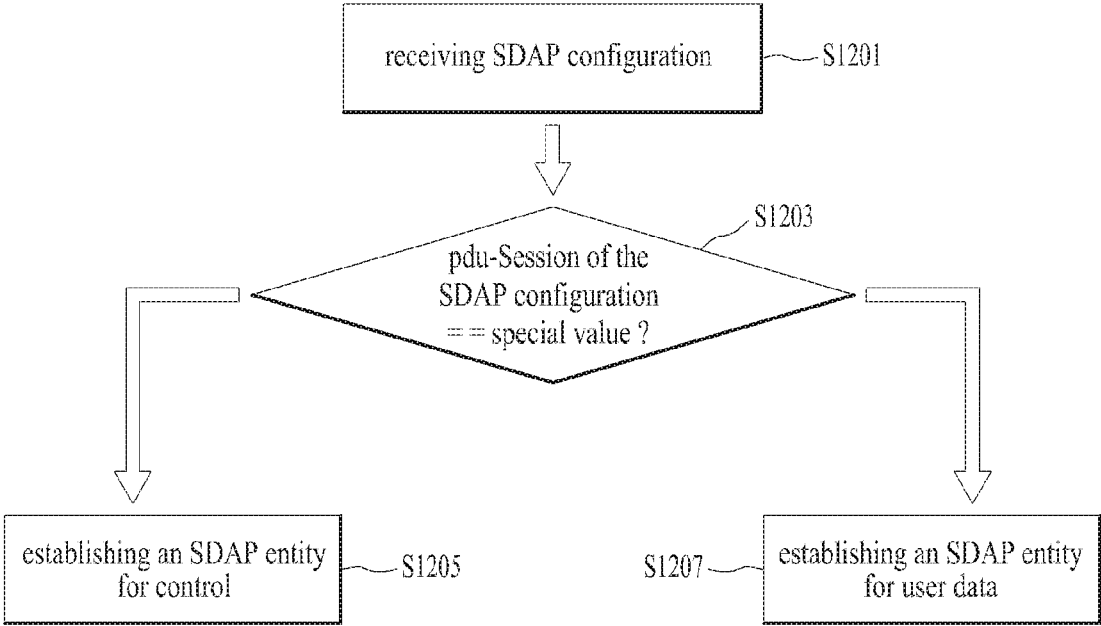 receiving SDAP configuration
S1201
S1203
pdu-Session of the
SDAP configuration
== special value ?
establishing an SDAP entity
for control
S1205
S1207
establishing an SDAP entity
for user data